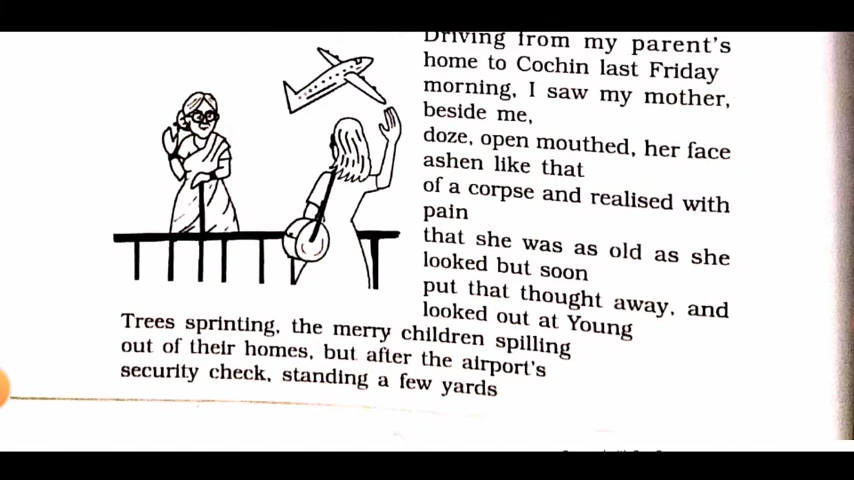 Driving from my parent's
home to Cochin last Friday
morning, I saw my mother,
beside me,
doze, open mouthed, her face
ashen like that
of a corpse and realised with
pain
that she was as old as she
looked but soon
put that thought away, and
looked out at Young
Trees sprinting, the merry children spilling
out of their homes, but after the airport's
security check, standing a few yards